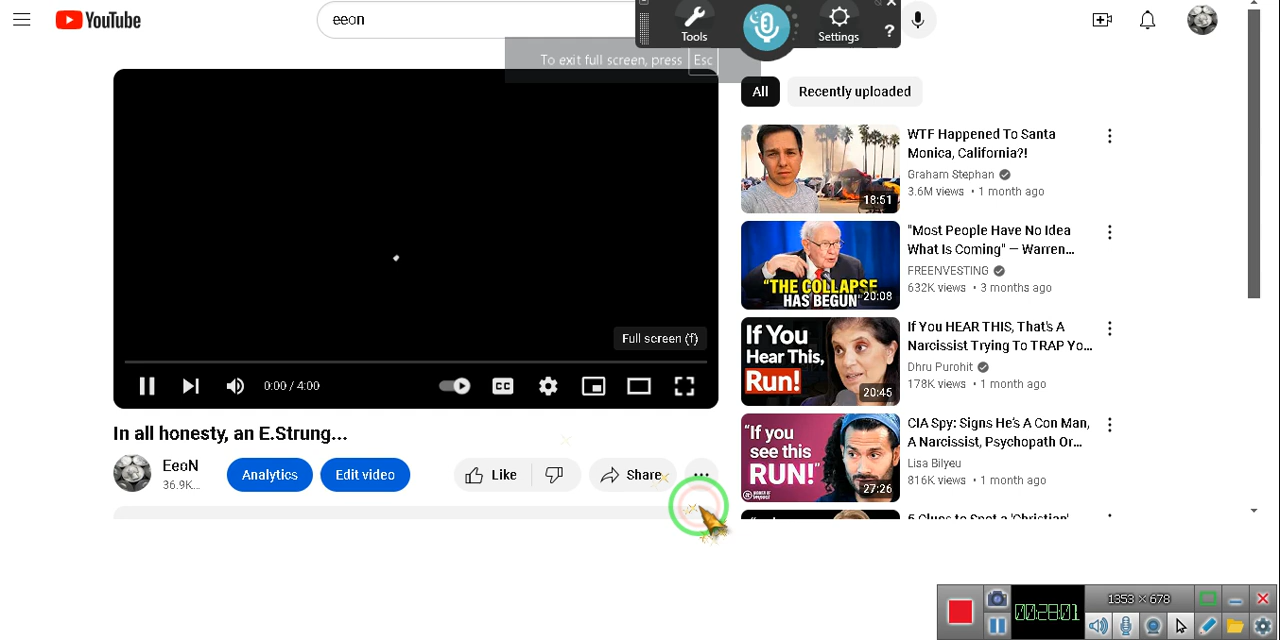 YouTube
eeon
Tools
Settings
?
To exit full screen, press Esc
All
Recently uploaded
WTF Happened To Santa
Monica, California?!
Graham Stephan
3.6M views • 1 month ago
18:51
"Most People Have No Idea
What Is Coming" — Warren...
FREENVESTING
632K views • 3 months ago
"THE COLLAPSE
HAS BEGUN"
20:08
If You HEAR THIS, That's A
Narcissist Trying To TRAP Yo...
Dhru Purohit
178K views • 1 month ago
If You
Hear This,
Run!
20:45
CIA Spy: Signs He's A Con Man,
A Narcissist, Psychopath Or...
Lisa Bilyeu
816K views • 1 month ago
"If you
see this
RUN!"
27:26
5 Clues to Spot a 'Christian'
Full screen (f)
0:00 / 4:00
CC
In all honesty, an E.Strung...
EeoN
36.9K...
Analytics
Edit video
Like
Share
00:28:01
1353 × 678